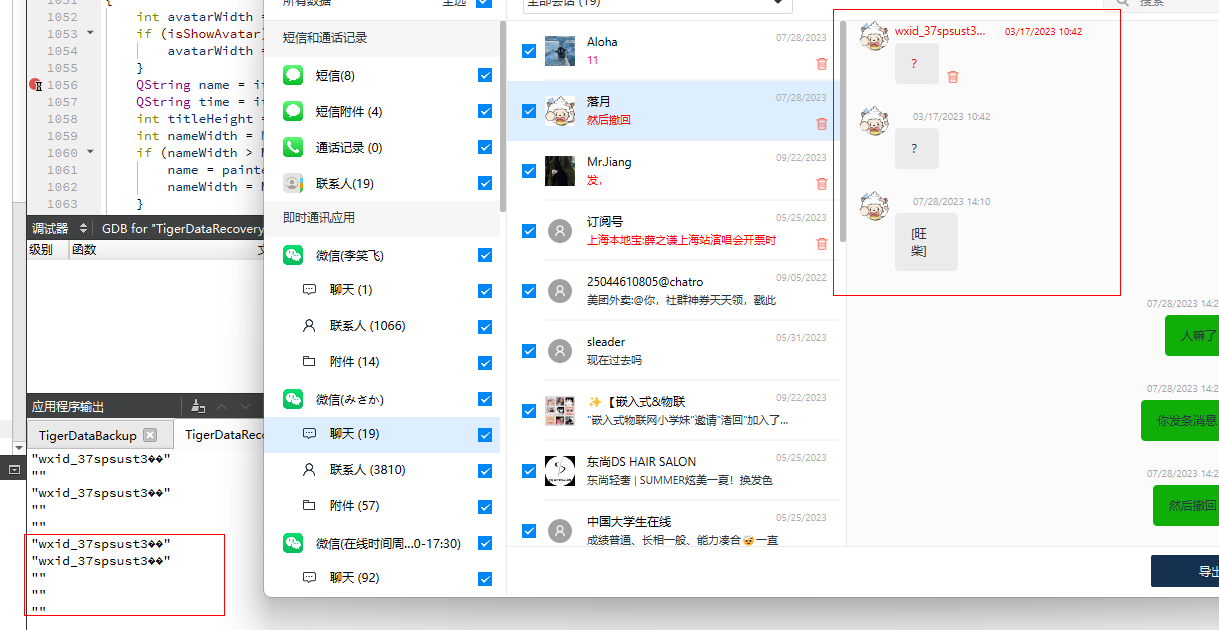 1051 {
1052 int avatarWidth =
1053 if (isShowAvatar)
1054 avatarWidth =
1055 }
1056 QString name = it
1057 QString time = it
1058 int titleHeight =
1059 int nameWidth =
1060 if (nameWidth >
1061 name = painte
1062 nameWidth =
1063 }
调试器 GDB for "TigerDataRecovery
级别 函数
应用程序输出
TigerDataBackup TigerDataReco
"wxid_37spsust3��"
""
"wxid_37spsust3��"
""
""
"wxid_37spsust3��"
"wxid_37spsust3��"
""
""
""
所有数据 全选
短信和通话记录
短信(8)
短信附件 (4)
通话记录 (0)
联系人(19)
即时通讯应用
微信(李笑飞)
聊天 (1)
联系人 (1066)
附件 (14)
微信(みさか)
聊天 (19)
联系人 (3810)
附件 (57)
微信(在线时间周...0-17:30)
聊天 (92)
全部会话 (19)
Aloha 07/28/2023
11
落月 07/28/2023
然后撤回
Mr.Jiang 09/22/2023
发,
订阅号 05/25/2023
上海本地宝:薛之谦上海站演唱会开票时
25044610805@chatro 09/05/2022
美团外卖:@你，社群神券天天领，戳此
sleader 05/31/2023
现在过去吗
✨【嵌入式&物联 09/22/2023
"嵌入式物联网小学妹"邀请"渚回"加入了...
东尚DS HAIR SALON 05/25/2023
东尚轻奢 | SUMMER炫美一夏！换发色
中国大学生在线 05/25/2023
成绩普通、长相一般、能力凑合 一直
搜索
wxid_37spsust3... 03/17/2023 10:42
?
03/17/2023 10:42
?
07/28/2023 14:10
[旺
柴]
07/28/2023 14:2
人嘛了
07/28/2023 14:2
你发条消息
07/28/2023 14:2
然后撤回
导出